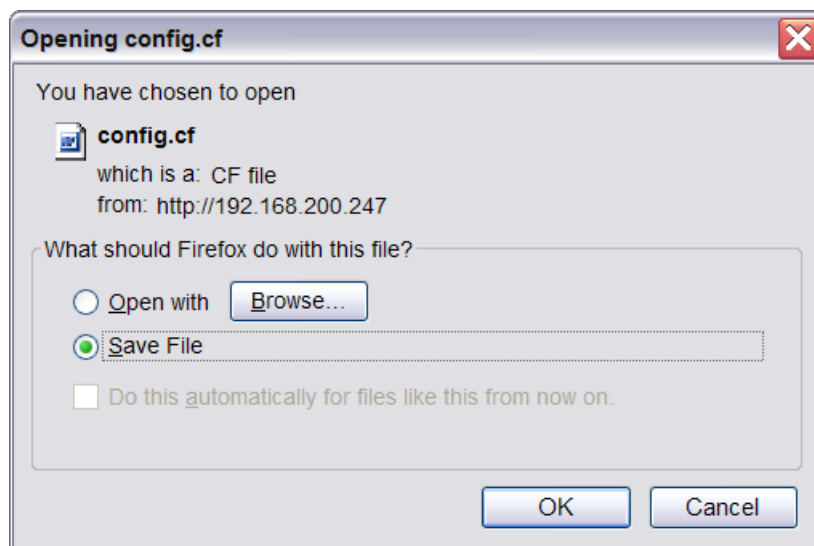 Opening config.cf
You have chosen to open
config.cf
which is a: CF file
from: http://192.168.200.247
What should Firefox do with this file?
Open with Browse...
Save File
Do this automatically for files like this from now on.
OK Cancel